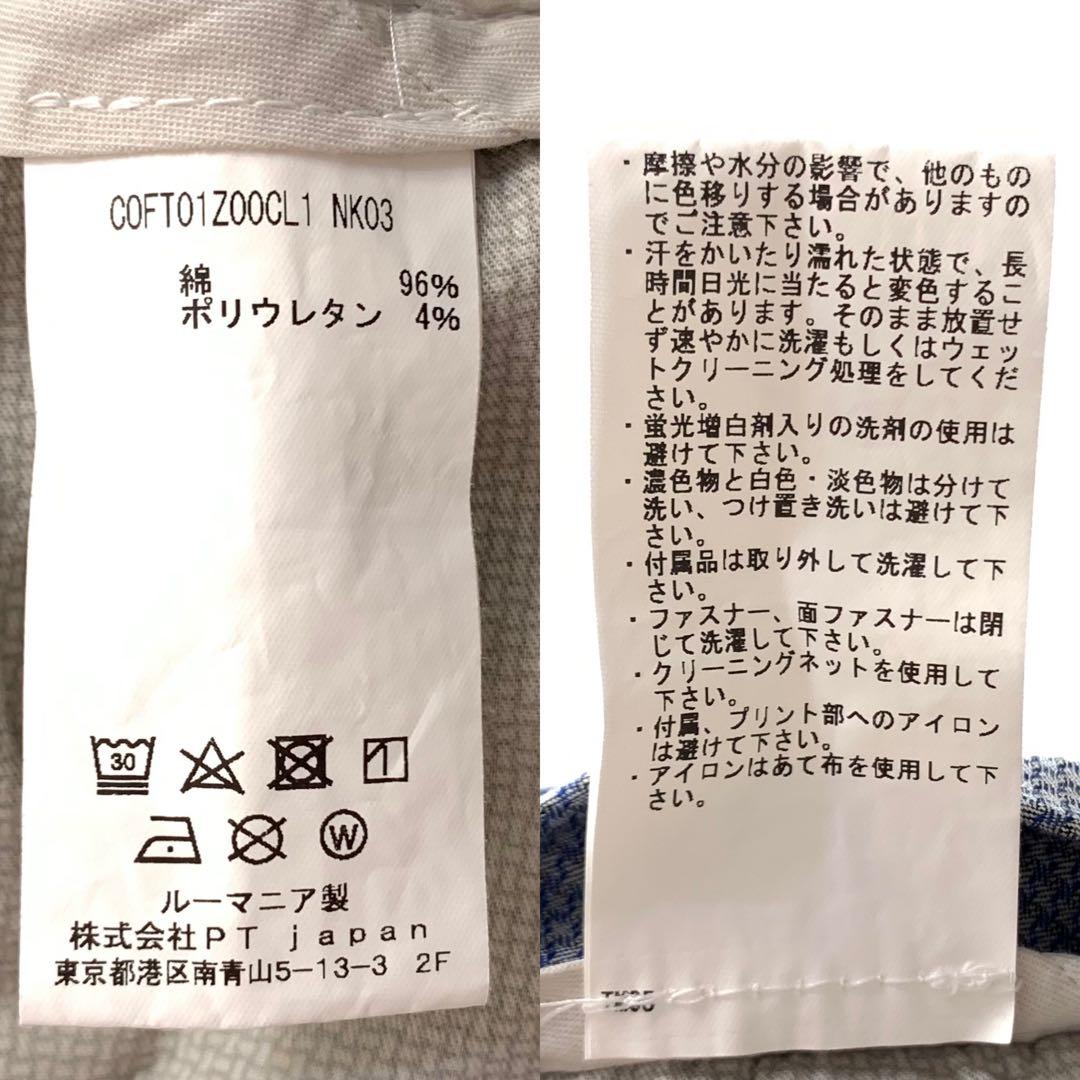 COFT01Z00CL1 NK03
綿 96%
ポリウレタン 4%
30
W
ルーマニア製
株式会社PT japan
東京都港区南青山5-13-3 2F
・摩擦や水分の影響で、他のもの
に色移りする場合がありますの
でご注意下さい。
・汗をかいたり濡れた状態で、長
時間日光に当たると変色するこ
とがあります。そのまま放置せ
ず速やかに洗濯もしくはウェッ
トクリーニング処理をしてくだ
さい。
・蛍光増白剤入りの洗剤の使用は
避けて下さい。
・濃色物と白色・淡色物は分けて
洗い、つけ置き洗いは避けて下
さい。
・付属品は取り外して洗濯して下
さい。
・ファスナー、面ファスナーは閉
じて洗濯して下さい。
・クリーニングネットを使用して
下さい。
・付属、プリント部へのアイロン
は避けて下さい。
・アイロンはあて布を使用して下
さい。